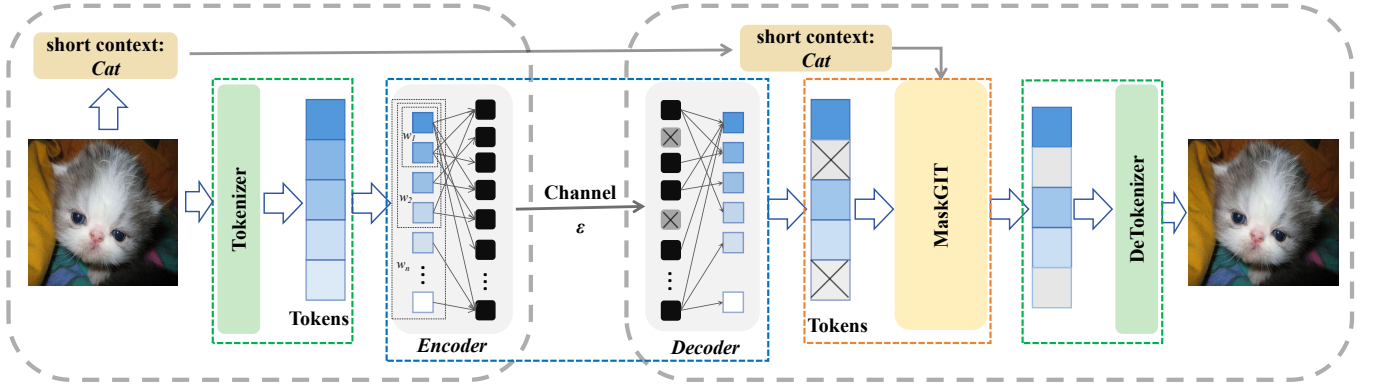 short context:
Cat
short context:
Cat
Tokenizer
Tokens
w1
w2
wn
Encoder
Channel
ε
Decoder
Tokens
MaskGIT
DeTokenizer